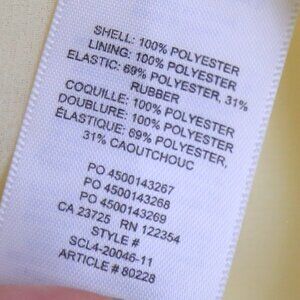 SHELL: 100% POLYESTER
LINING: 100% POLYESTER
ELASTIC: 69% POLYESTER, 31%
RUBBER
COQUILLE: 100% POLYESTER
DOUBLURE: 100% POLYESTER
ÉLASTIQUE: 69% POLYESTER,
31% CAOUTCHOUC
PO 4500143267
PO 4500143268
PO 4500143269
CA 23725 RN 122354
STYLE #
SCL4-20046-11
ARTICLE # 80228